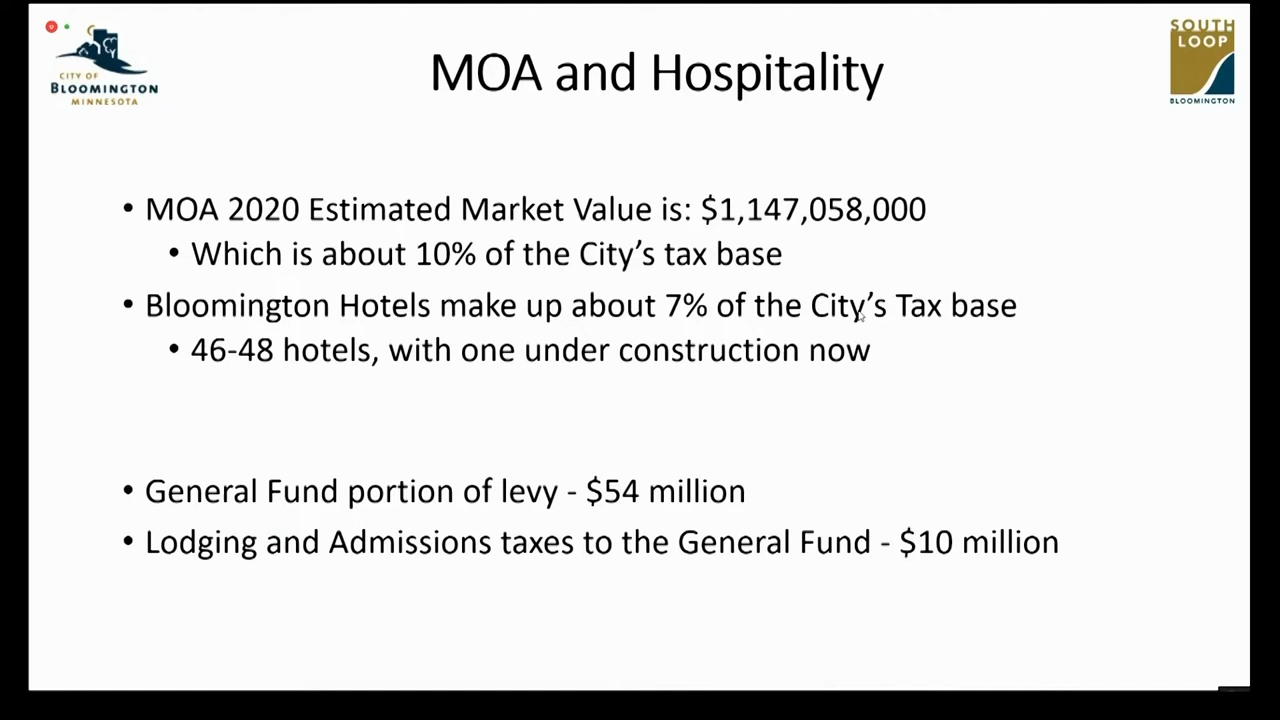 CITY OF
BLOOMINGTON
MINNESOTA
MOA and Hospitality
SOUTH
LOOP
BLOOMINGTON
• MOA 2020 Estimated Market Value is: $1,147,058,000
• Which is about 10% of the City's tax base
• Bloomington Hotels make up about 7% of the City's Tax base
• 46-48 hotels, with one under construction now
• General Fund portion of levy - $54 million
• Lodging and Admissions taxes to the General Fund - $10 million